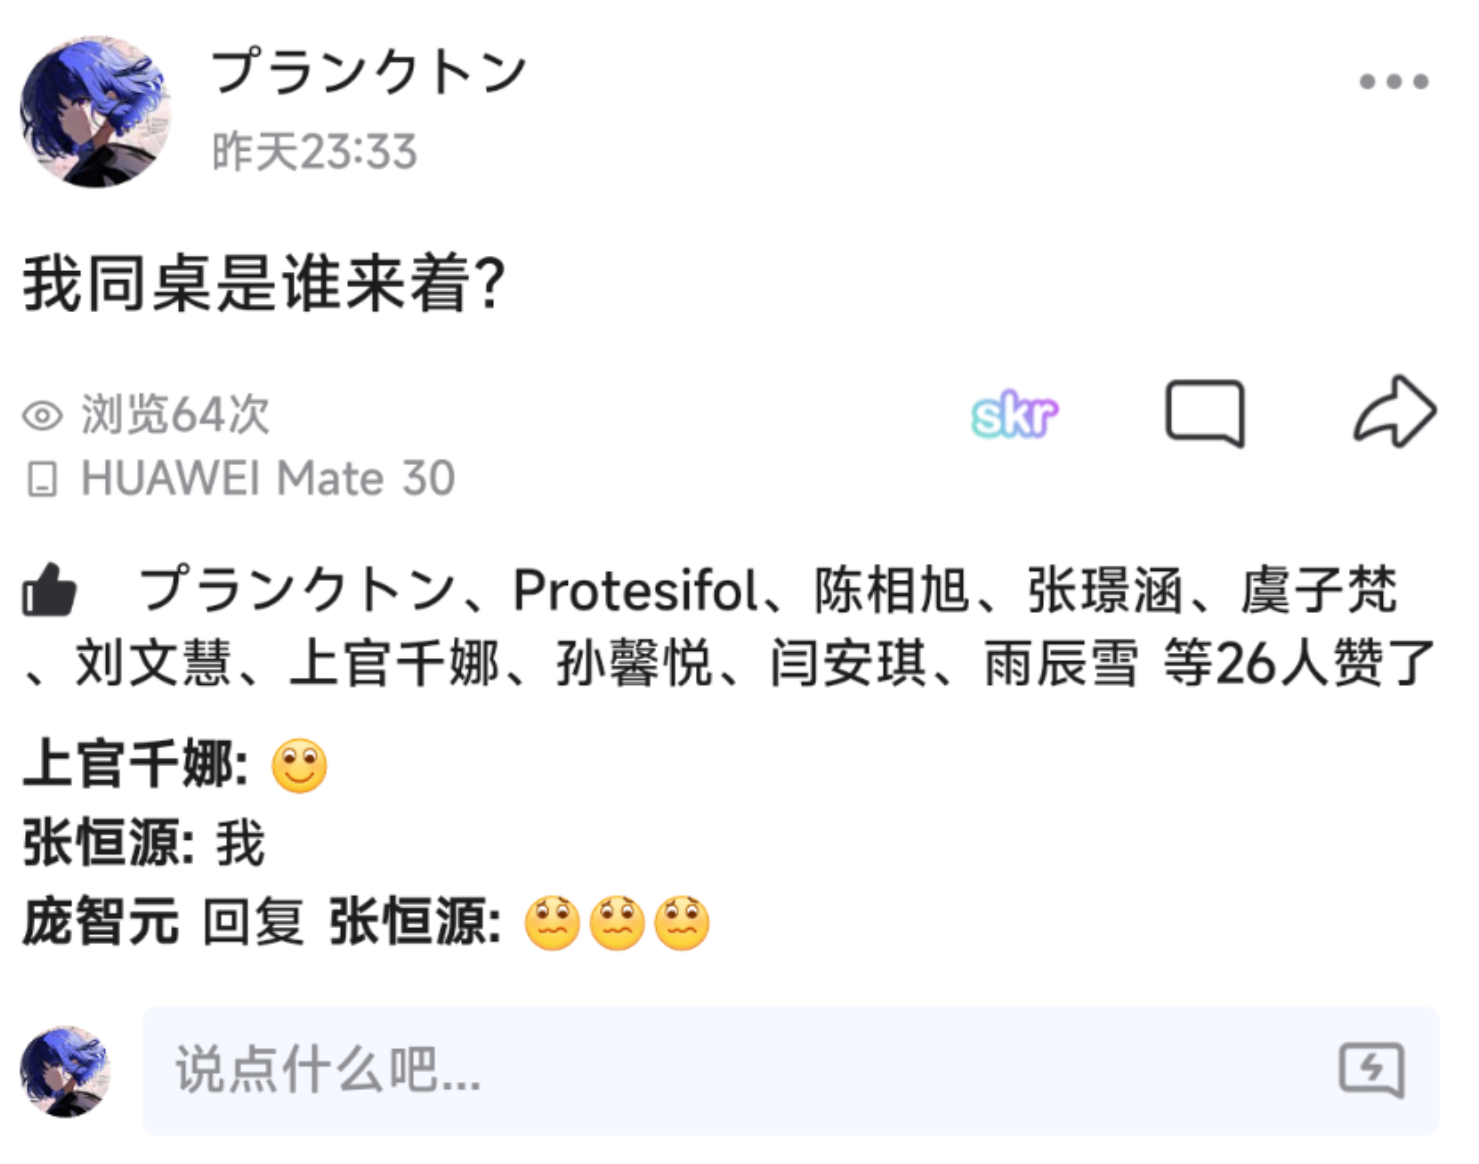 プランクトン
昨天23:33
我同桌是谁来着?
浏览64次
skr
HUAWEI Mate 30
プランクトン、Protesifol、陈相旭、张璟涵、虞子梵
、刘文慧、上官千娜、孙馨悦、闫安琪、雨辰雪 等26人赞了
上官千娜:
张恒源: 我
庞智元 回复 张恒源:
说点什么吧...